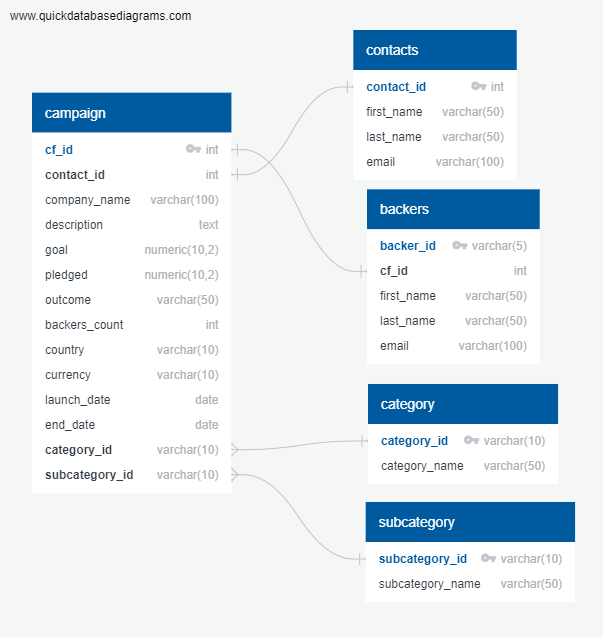 www.quickdatabasediagrams.com
campaign
cf_id int
contact_id int
company_name varchar(100)
description text
goal numeric(10,2)
pledged numeric(10,2)
outcome varchar(50)
backers_count int
country varchar(10)
currency varchar(10)
launch_date date
end_date date
category_id varchar(10)
subcategory_id varchar(10)
contacts
contact_id int
first_name varchar(50)
last_name varchar(50)
email varchar(100)
backers
backer_id varchar(5)
cf_id int
first_name varchar(50)
last_name varchar(50)
email varchar(100)
category
category_id varchar(10)
category_name varchar(50)
subcategory
subcategory_id varchar(10)
subcategory_name varchar(50)